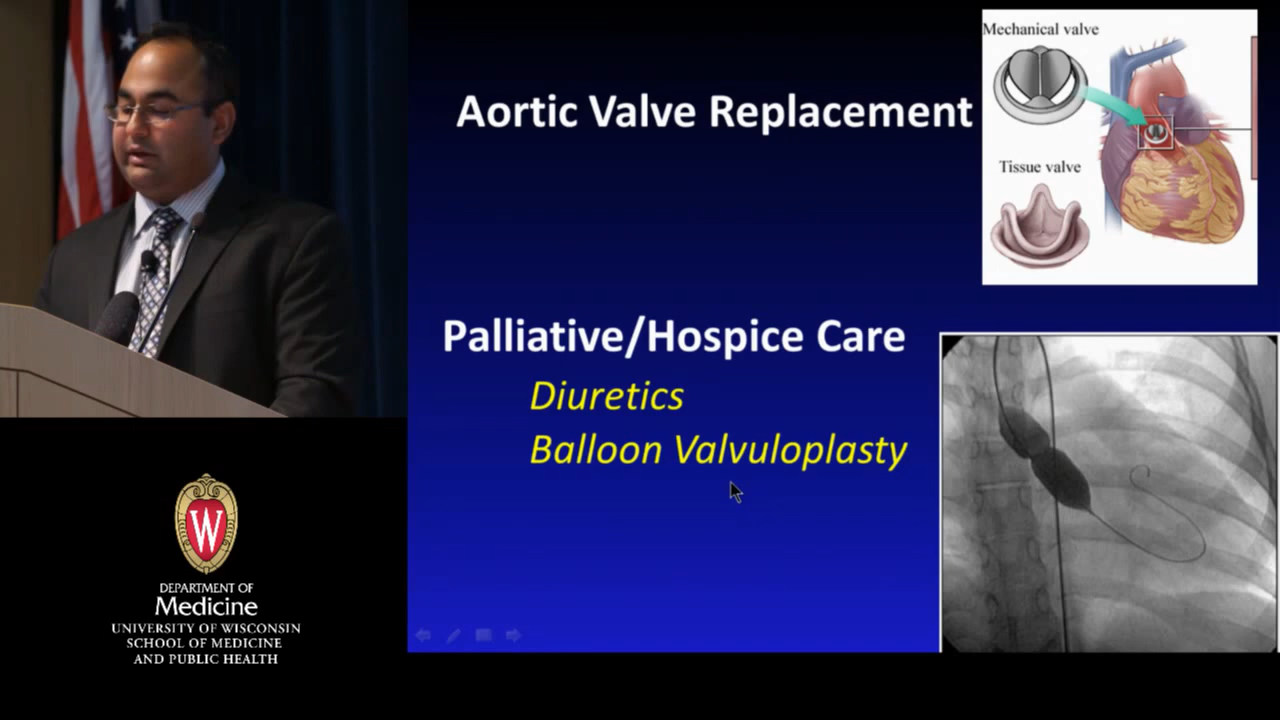 Mechanical valve
Aortic Valve Replacement
Tissue valve
Palliative/Hospice Care
Diuretics
Balloon Valvuloplasty
W
DEPARTMENT OF
Medicine
UNIVERSITY OF WISCONSIN
SCHOOL OF MEDICINE
AND PUBLIC HEALTH